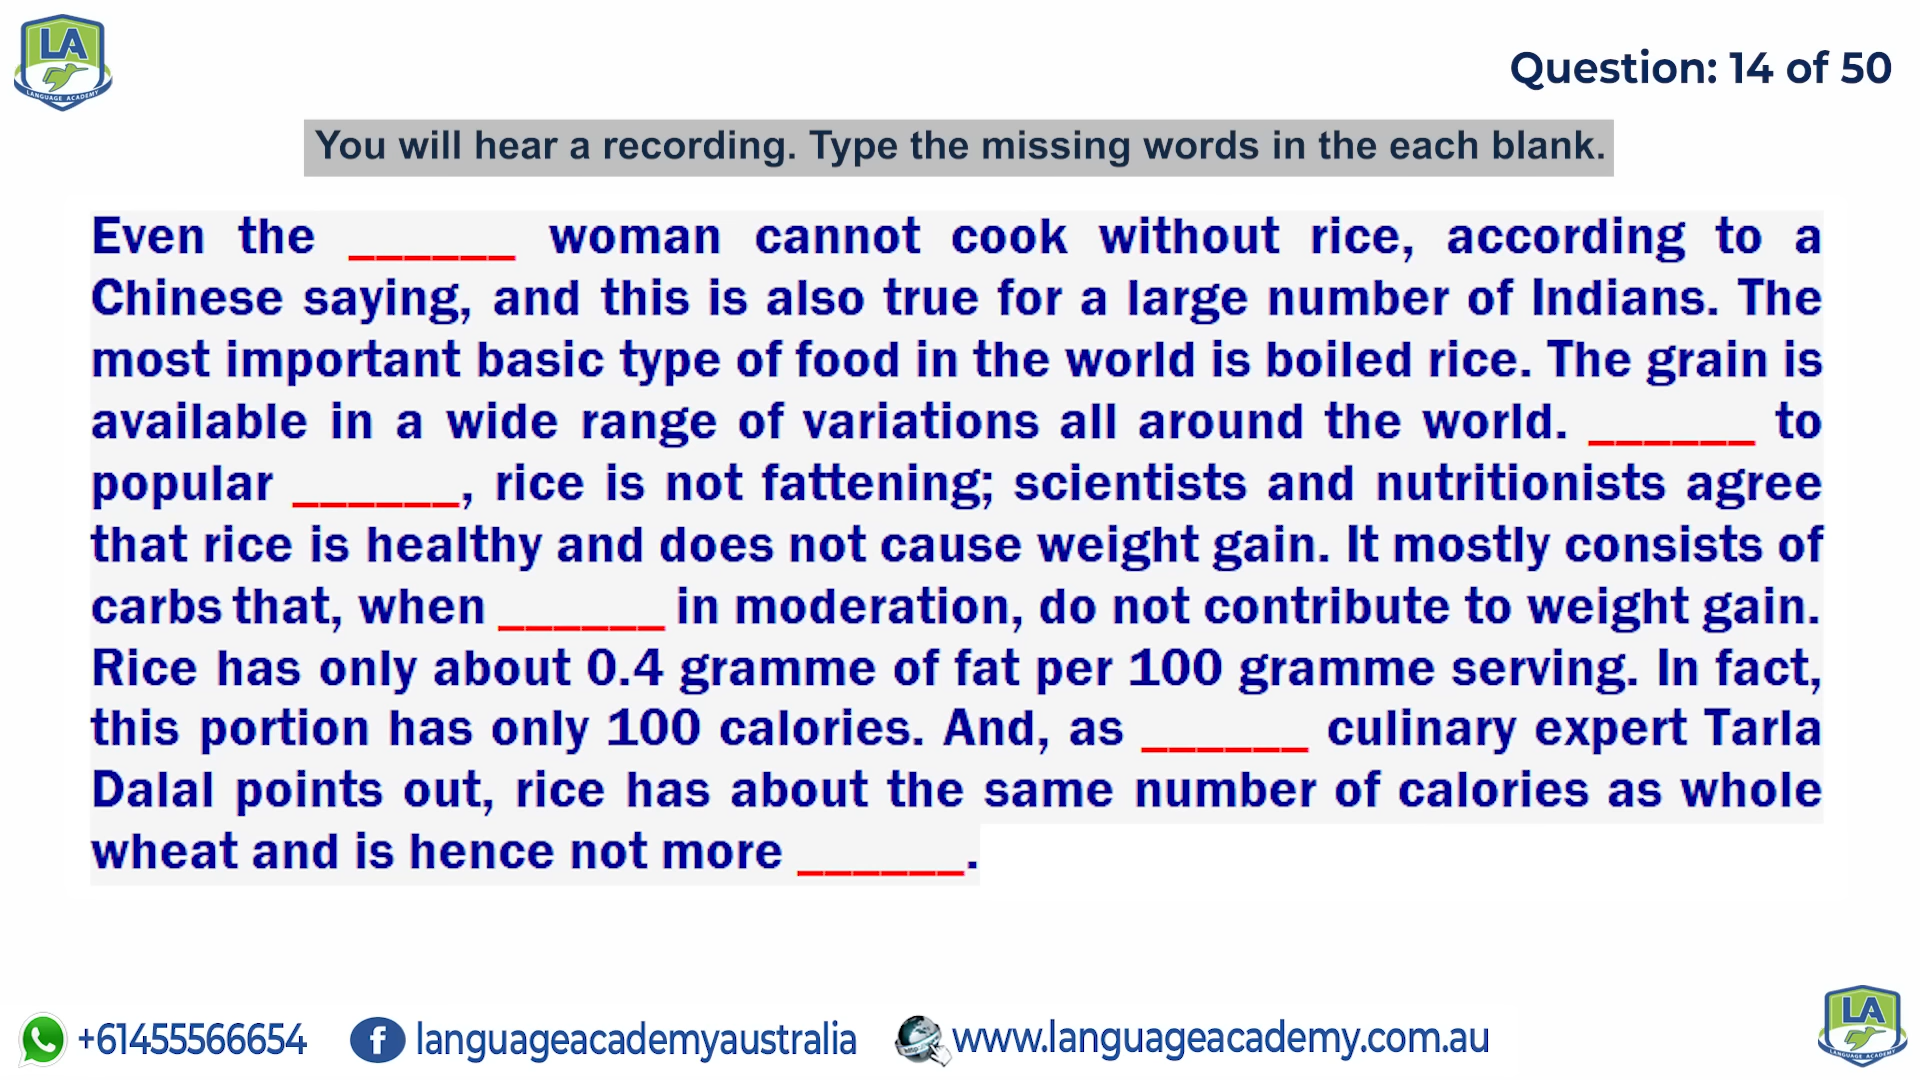 LA
LANGUAGE ACADEMY
Question: 14 of 50
You will hear a recording. Type the missing words in the each blank.
Even the ______ woman cannot cook without rice, according to a
Chinese saying, and this is also true for a large number of Indians. The
most important basic type of food in the world is boiled rice. The grain is
available in a wide range of variations all around the world. ______ to
popular ______, rice is not fattening; scientists and nutritionists agree
that rice is healthy and does not cause weight gain. It mostly consists of
carbs that, when ______ in moderation, do not contribute to weight gain.
Rice has only about 0.4 gramme of fat per 100 gramme serving. In fact,
this portion has only 100 calories. And, as ______ culinary expert Tarla
Dalal points out, rice has about the same number of calories as whole
wheat and is hence not more ______.
+61455566654
languageacademyaustralia
www.languageacademy.com.au
LA
LANGUAGE ACADEMY